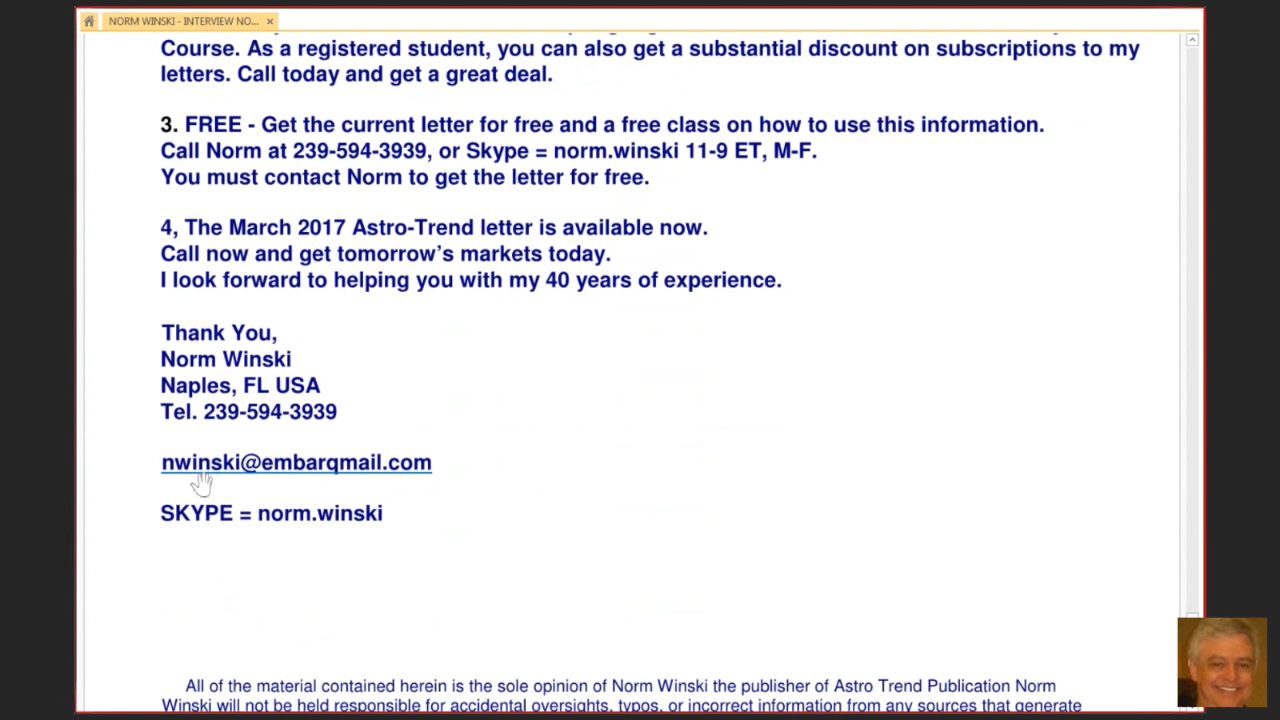 NORM WINSKI - INTERVIEW NO...
Course. As a registered student, you can also get a substantial discount on subscriptions to my
letters. Call today and get a great deal.
3. FREE - Get the current letter for free and a free class on how to use this information.
Call Norm at 239-594-3939, or Skype = norm.winski 11-9 ET, M-F.
You must contact Norm to get the letter for free.
4, The March 2017 Astro-Trend letter is available now.
Call now and get tomorrow’s markets today.
I look forward to helping you with my 40 years of experience.
Thank You,
Norm Winski
Naples, FL USA
Tel. 239-594-3939
nwinski@embarqmail.com
SKYPE = norm.winski
All of the material contained herein is the sole opinion of Norm Winski the publisher of Astro Trend Publication Norm
Winski will not be held responsible for accidental oversights, typos, or incorrect information from any sources that generate